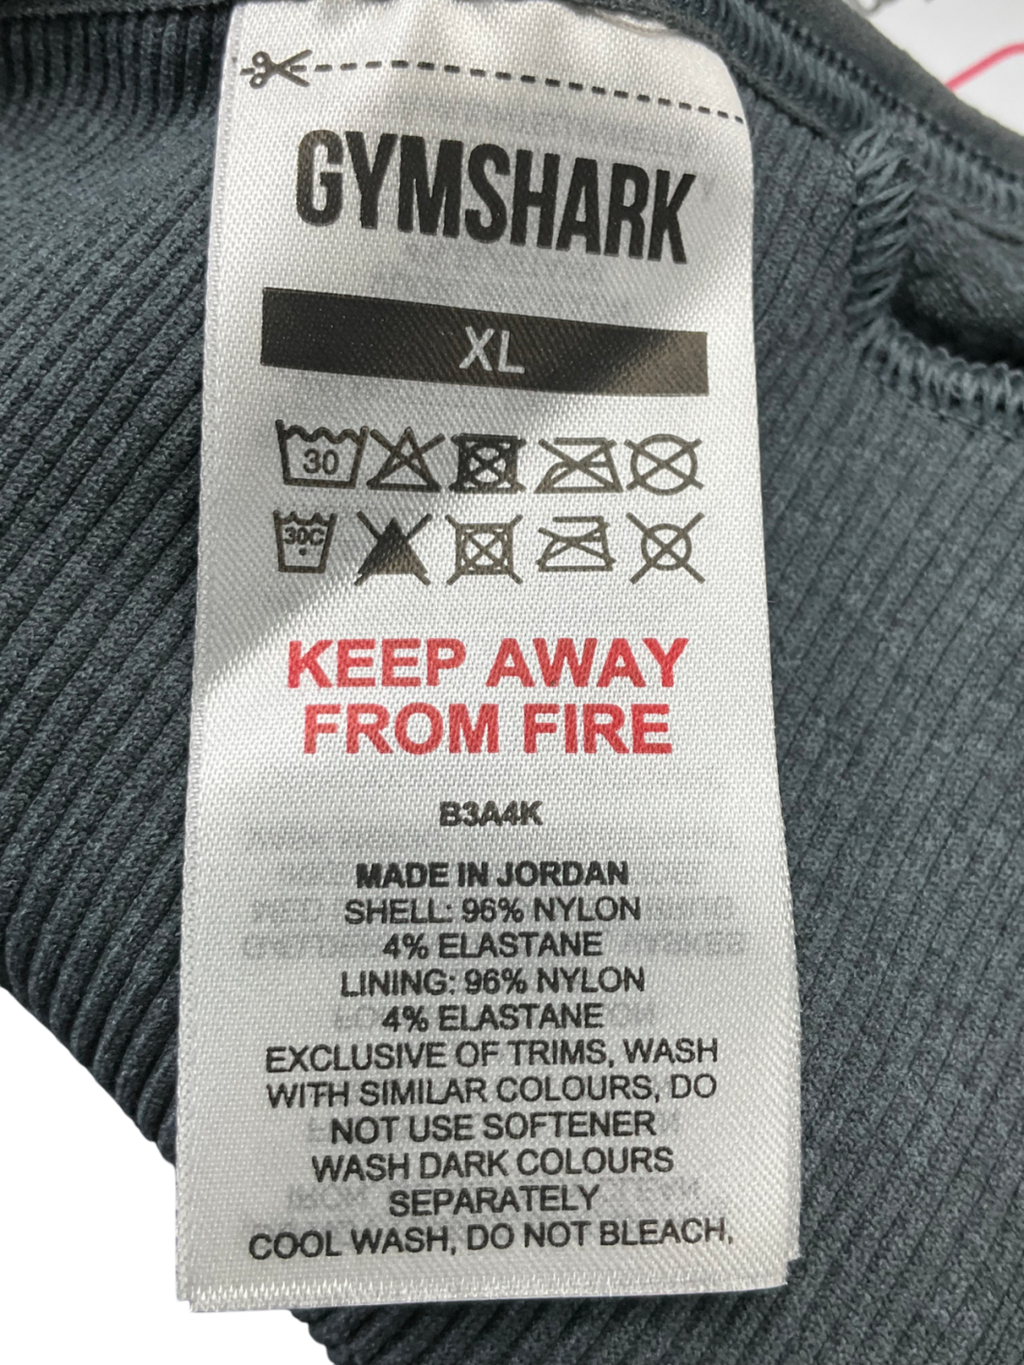 GYMSHARK
XL
30
30C
KEEP AWAY
FROM FIRE
B3A4K
MADE IN JORDAN
SHELL: 96% NYLON
4% ELASTANE
LINING: 96% NYLON
4% ELASTANE
EXCLUSIVE OF TRIMS, WASH
WITH SIMILAR COLOURS, DO
NOT USE SOFTENER
WASH DARK COLOURS
SEPARATELY
COOL WASH, DO NOT BLEACH,